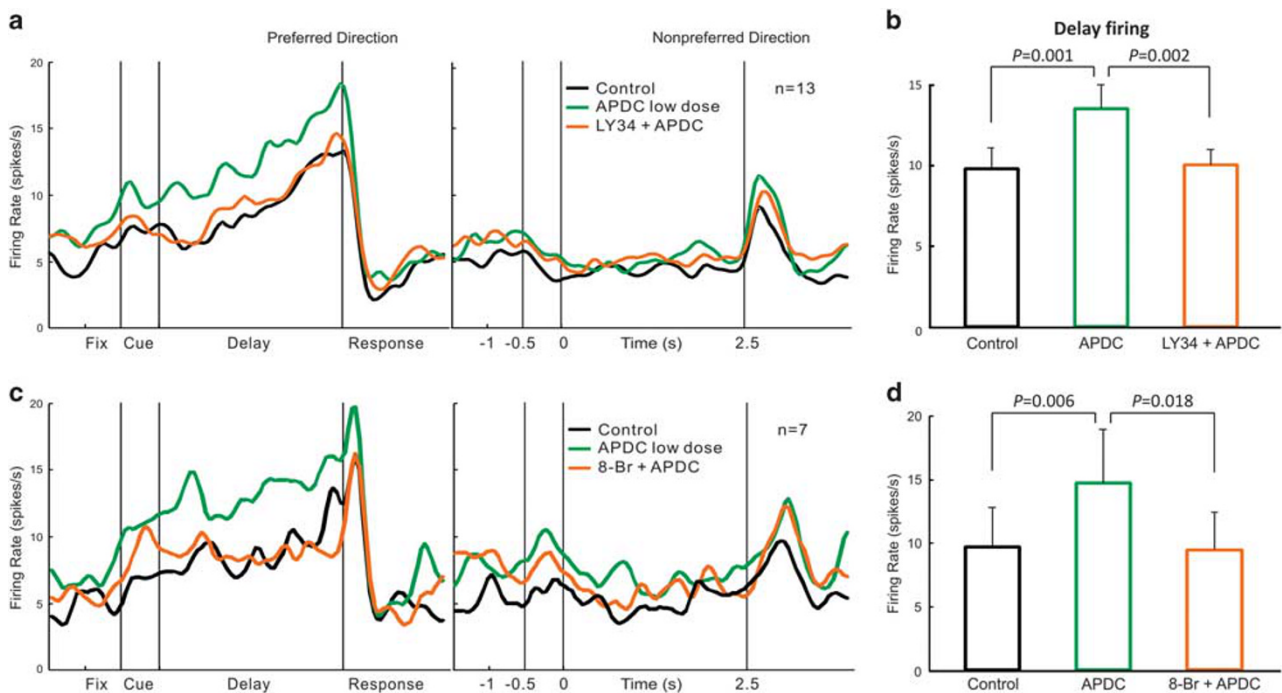 a
Preferred Direction
Nonpreferred Direction
Firing Rate (spikes/s)
20
15
10
5
0
Control
APDC low dose
LY34 + APDC
n=13
Fix Cue Delay Response
-1 -0.5 0 Time (s) 2.5
b
Delay firing
P=0.001 P=0.002
Firing Rate (spikes/s)
15
10
5
0
Control APDC LY34 + APDC
c
Firing Rate (spikes/s)
20
15
10
5
0
Control
APDC low dose
8-Br + APDC
n=7
Fix Cue Delay Response
-1 -0.5 0 Time (s) 2.5
d
P=0.006 P=0.018
Firing Rate (spikes/s)
20
15
10
5
0
Control APDC 8-Br + APDC